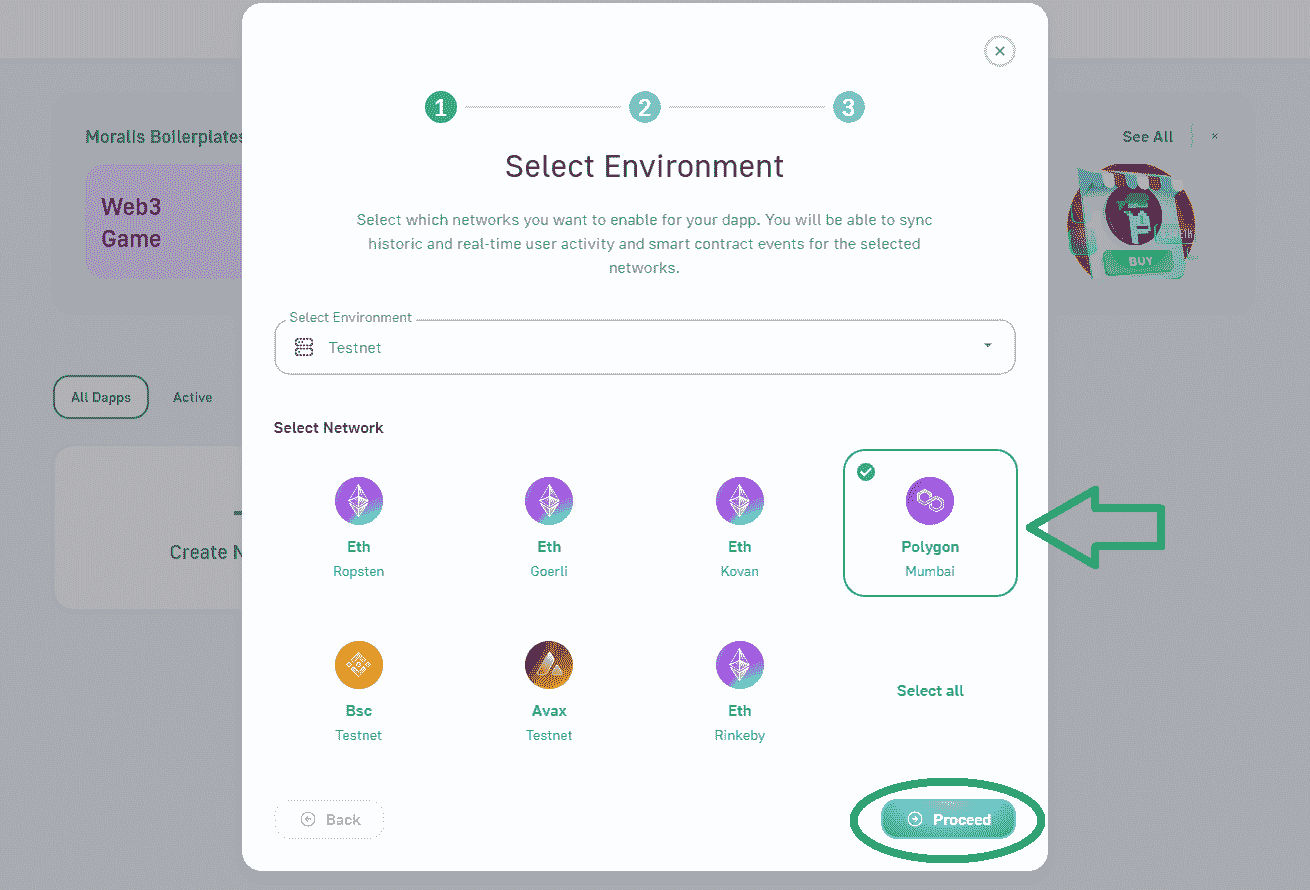 1
2
3
Select Environment
Select which networks you want to enable for your dapp. You will be able to sync
historic and real-time user activity and smart contract events for the selected
networks.
Select Environment
Testnet
Select Network
Eth
Ropsten
Eth
Goerli
Eth
Kovan
Polygon
Mumbai
Bsc
Testnet
Avax
Testnet
Eth
Rinkeby
Select all
Back
Proceed
Moralis Boilerplates
Web3
Game
See All
BUY
All Dapps
Active
Create N